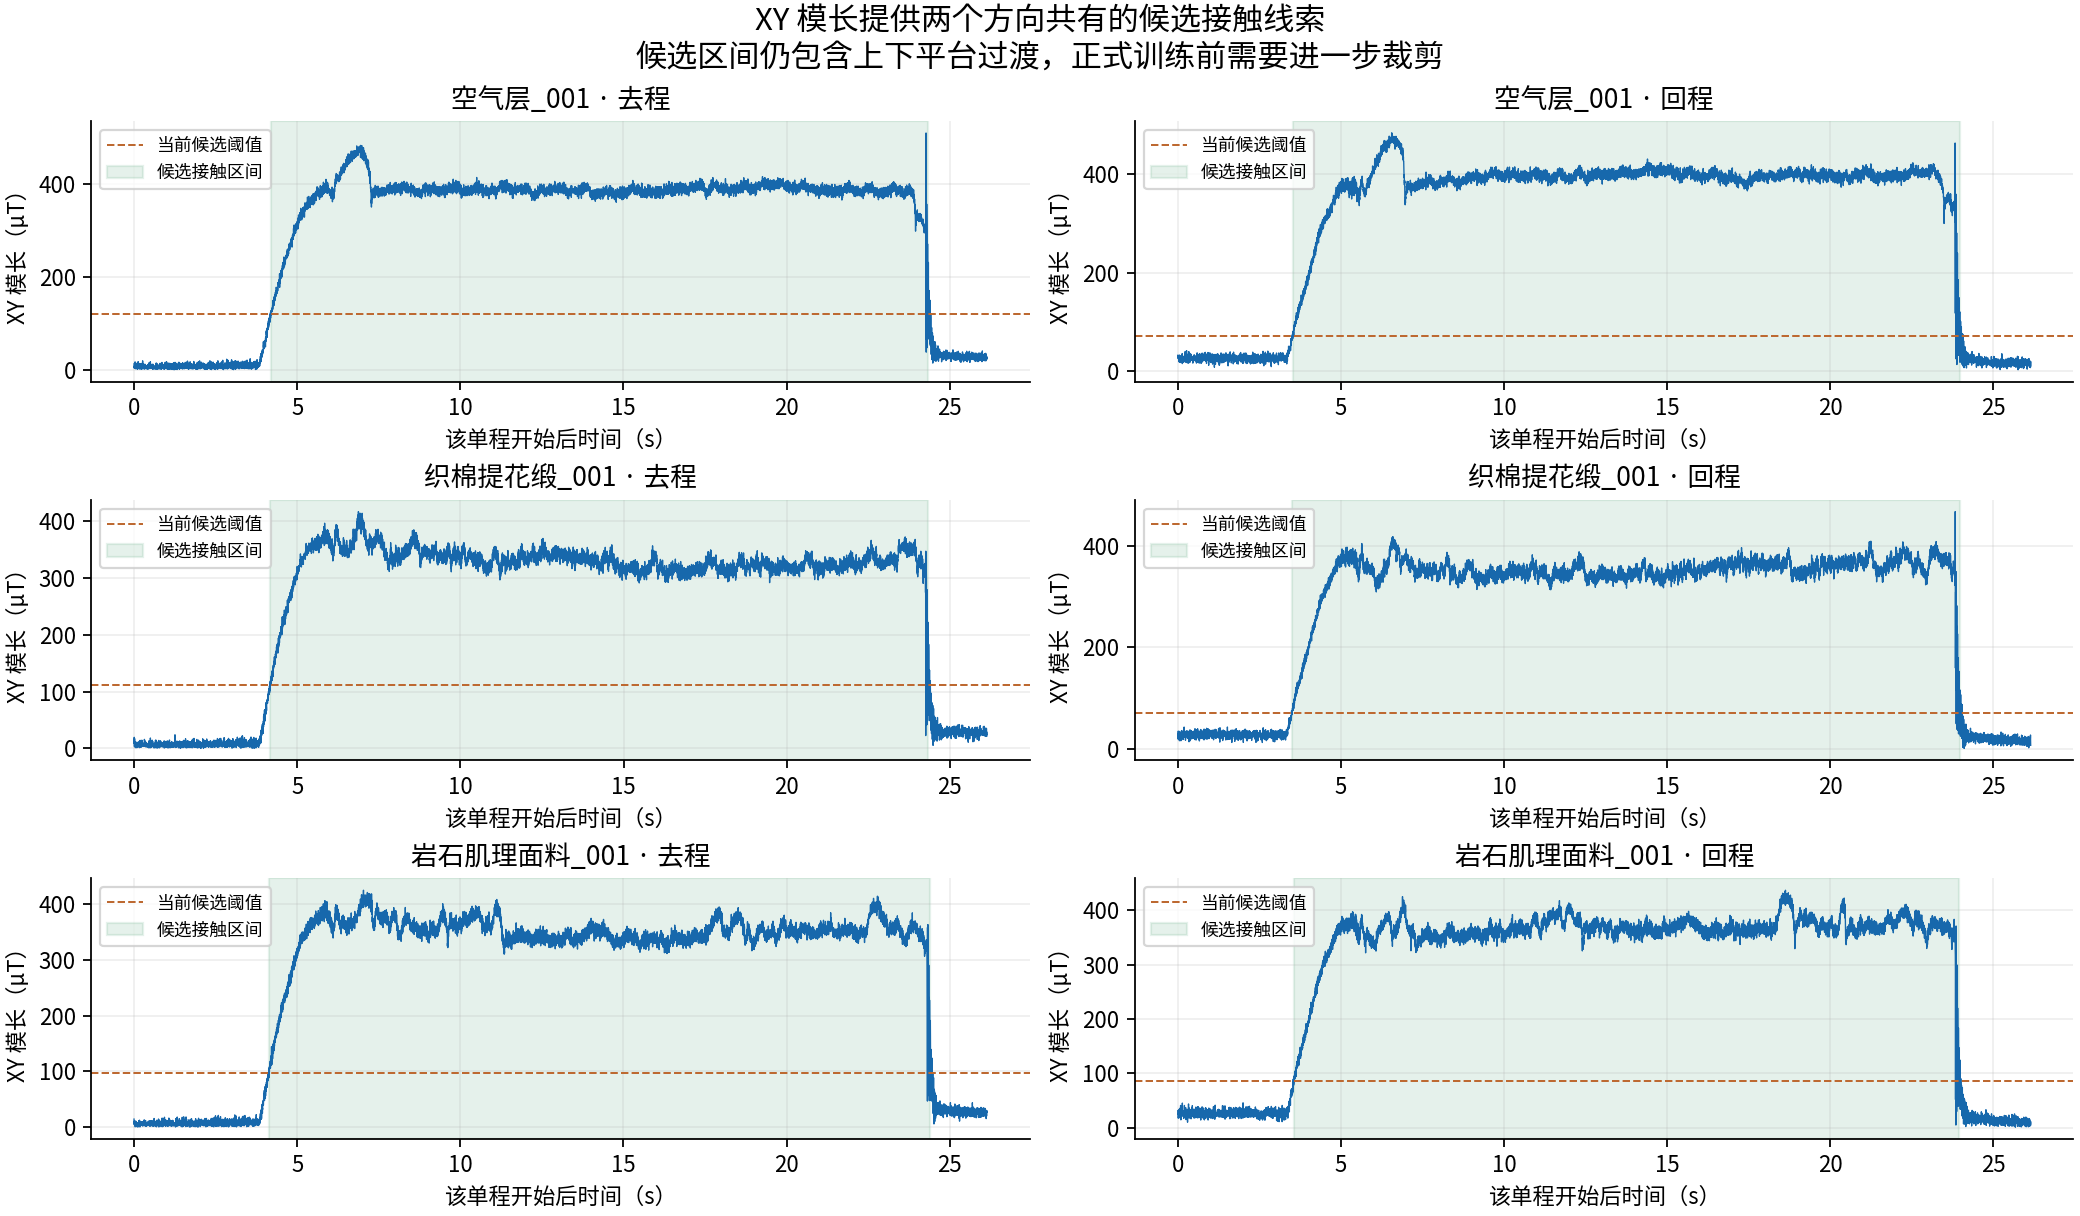 XY 模长提供两个方向共有的候选接触线索
候选区间仍包含上下平台过渡，正式训练前需要进一步裁剪
空气层_001 · 去程
当前候选阈值
候选接触区间
XY 模长（μT）
400
200
0
0 5 10 15 20 25
该单程开始后时间（s）
空气层_001 · 回程
当前候选阈值
候选接触区间
XY 模长（μT）
400
200
0
0 5 10 15 20 25
该单程开始后时间（s）
织棉提花缎_001 · 去程
当前候选阈值
候选接触区间
XY 模长（μT）
400
300
200
100
0
0 5 10 15 20 25
该单程开始后时间（s）
织棉提花缎_001 · 回程
当前候选阈值
候选接触区间
XY 模长（μT）
400
200
0
0 5 10 15 20 25
该单程开始后时间（s）
岩石肌理面料_001 · 去程
当前候选阈值
候选接触区间
XY 模长（μT）
400
300
200
100
0
0 5 10 15 20 25
该单程开始后时间（s）
岩石肌理面料_001 · 回程
当前候选阈值
候选接触区间
XY 模长（μT）
400
300
200
100
0
0 5 10 15 20 25
该单程开始后时间（s）